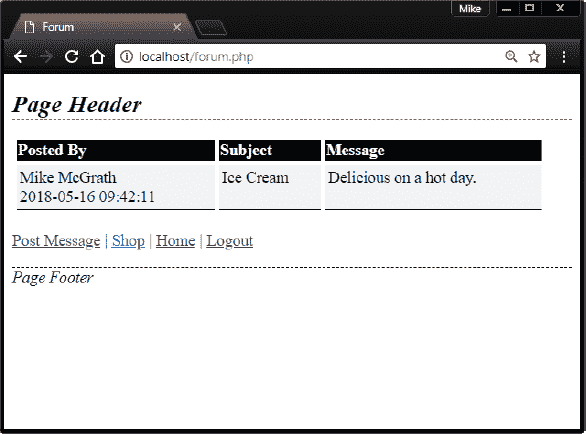 Mike
Forum
localhost/forum.php
Page Header
Posted By Subject Message
Mike McGrath Ice Cream Delicious on a hot day.
2018-05-16 09:42:11
Post Message | Shop | Home | Logout
Page Footer